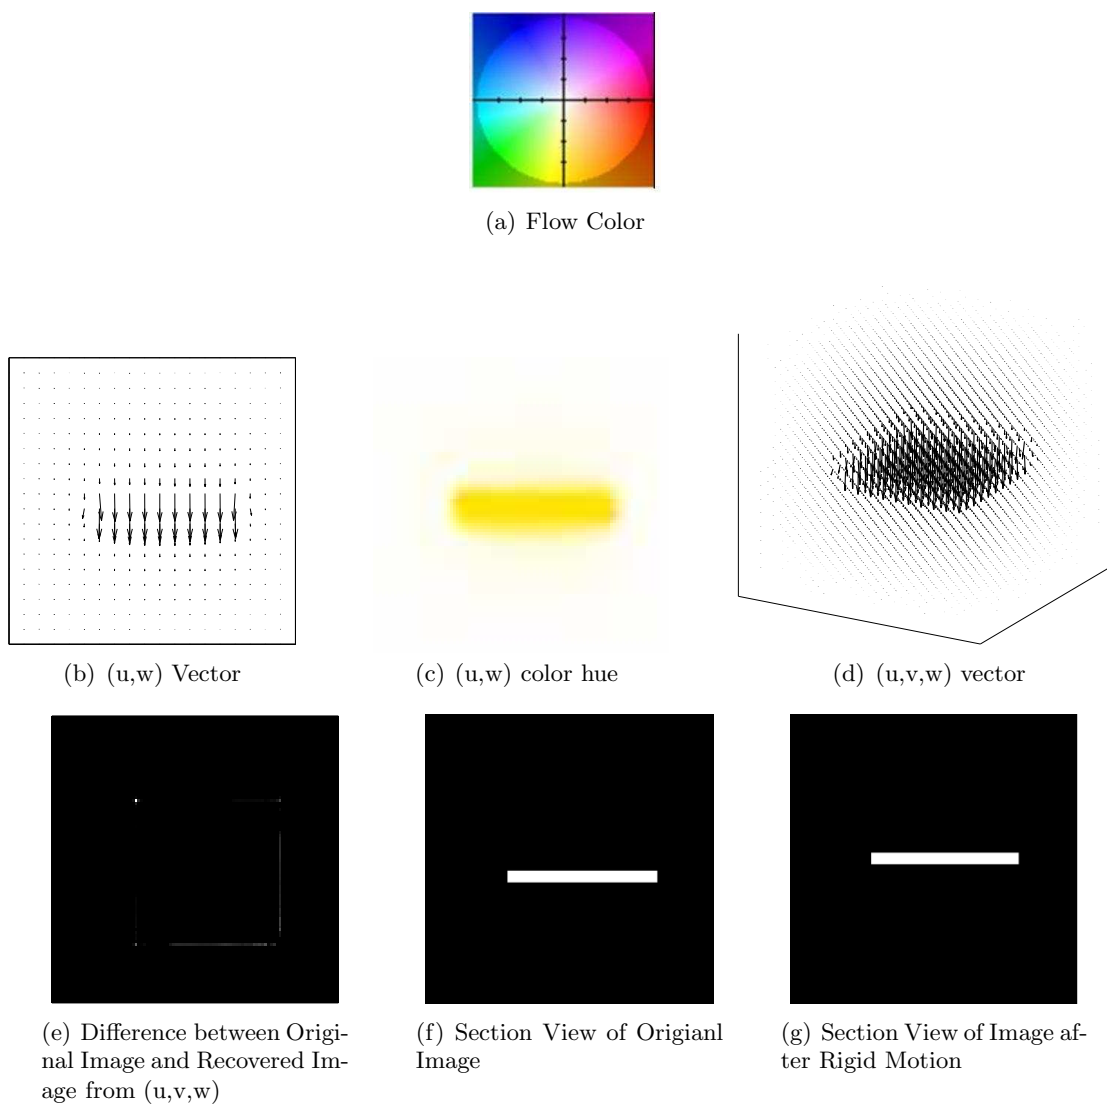 (a) Flow Color
(b) (u,w) Vector
(c) (u,w) color hue
(d) (u,v,w) vector
(e) Difference between Origi-
nal Image and Recovered Im-
age from (u,v,w)
(f) Section View of Origianl
Image
(g) Section View of Image af-
ter Rigid Motion